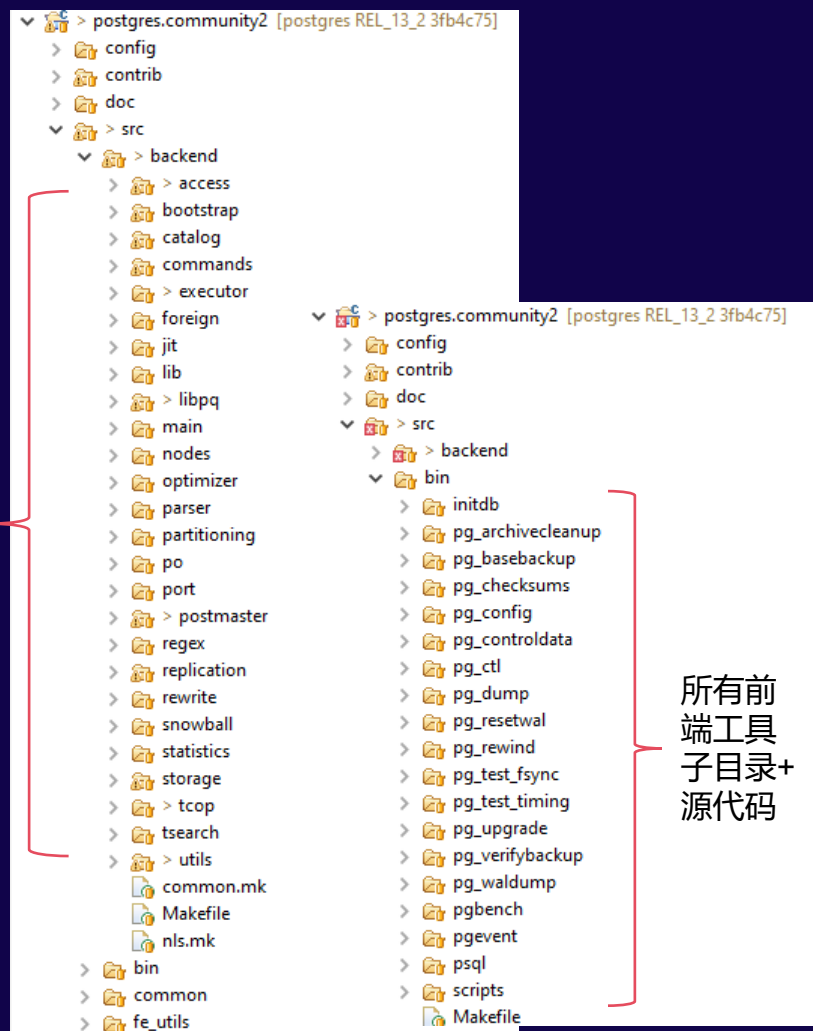 > postgres.community2 [postgres REL_13_2 3fb4c75]
> config
> contrib
> doc
> src
> backend
> > access
> bootstrap
> catalog
> commands
> > executor
> foreign
> jit
> lib
> > libpq
> main
> nodes
> optimizer
> parser
> partitioning
> po
> port
> > postmaster
> regex
> replication
> rewrite
> snowball
> statistics
> storage
> > tcop
> tsearch
> > utils
common.mk
Makefile
nls.mk
> bin
> common
> fe_utils
> postgres.community2 [postgres REL_13_2 3fb4c75]
> config
> contrib
> doc
> src
> > backend
bin
> initdb
> pg_archivecleanup
> pg_basebackup
> pg_checksums
> pg_config
> pg_controldata
> pg_ctl
> pg_dump
> pg_resetwal
> pg_rewind
> pg_test_fsync
> pg_test_timing
> pg_upgrade
> pg_verifybackup
> pg_waldump
> pgbench
> pgevent
> psql
> scripts
Makefile
所有前
端工具
子目录+
源代码